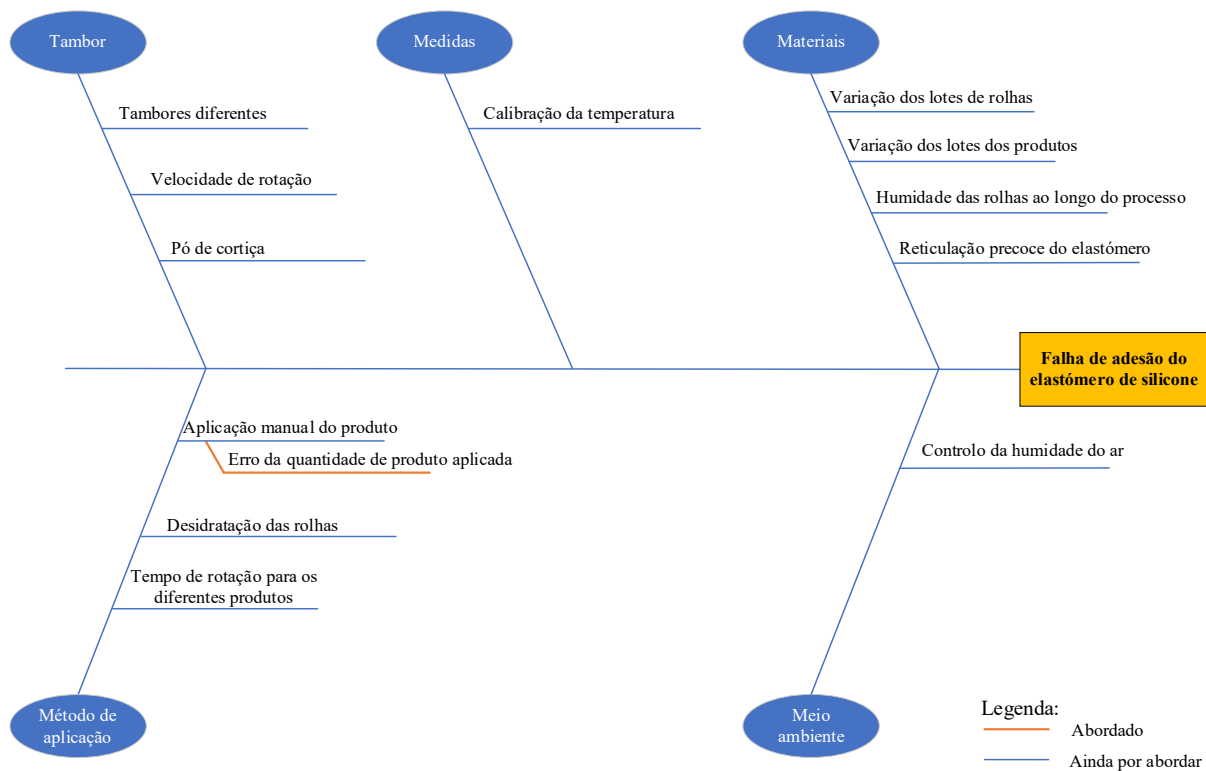 Tambor
Medidas
Materiais
Tambores diferentes
Velocidade de rotação
Pó de cortiça
Calibração da temperatura
Variação dos lotes de rolhas
Variação dos lotes dos produtos
Humidade das rolhas ao longo do processo
Reticulação precoce do elastómero
Falha de adesão do
elastómero de silicone
Aplicação manual do produto
Erro da quantidade de produto aplicada
Desidratação das rolhas
Tempo de rotação para os
diferentes produtos
Controlo da humidade do ar
Método de
aplicação
Meio
ambiente
Legenda:
Abordado
Ainda por abordar